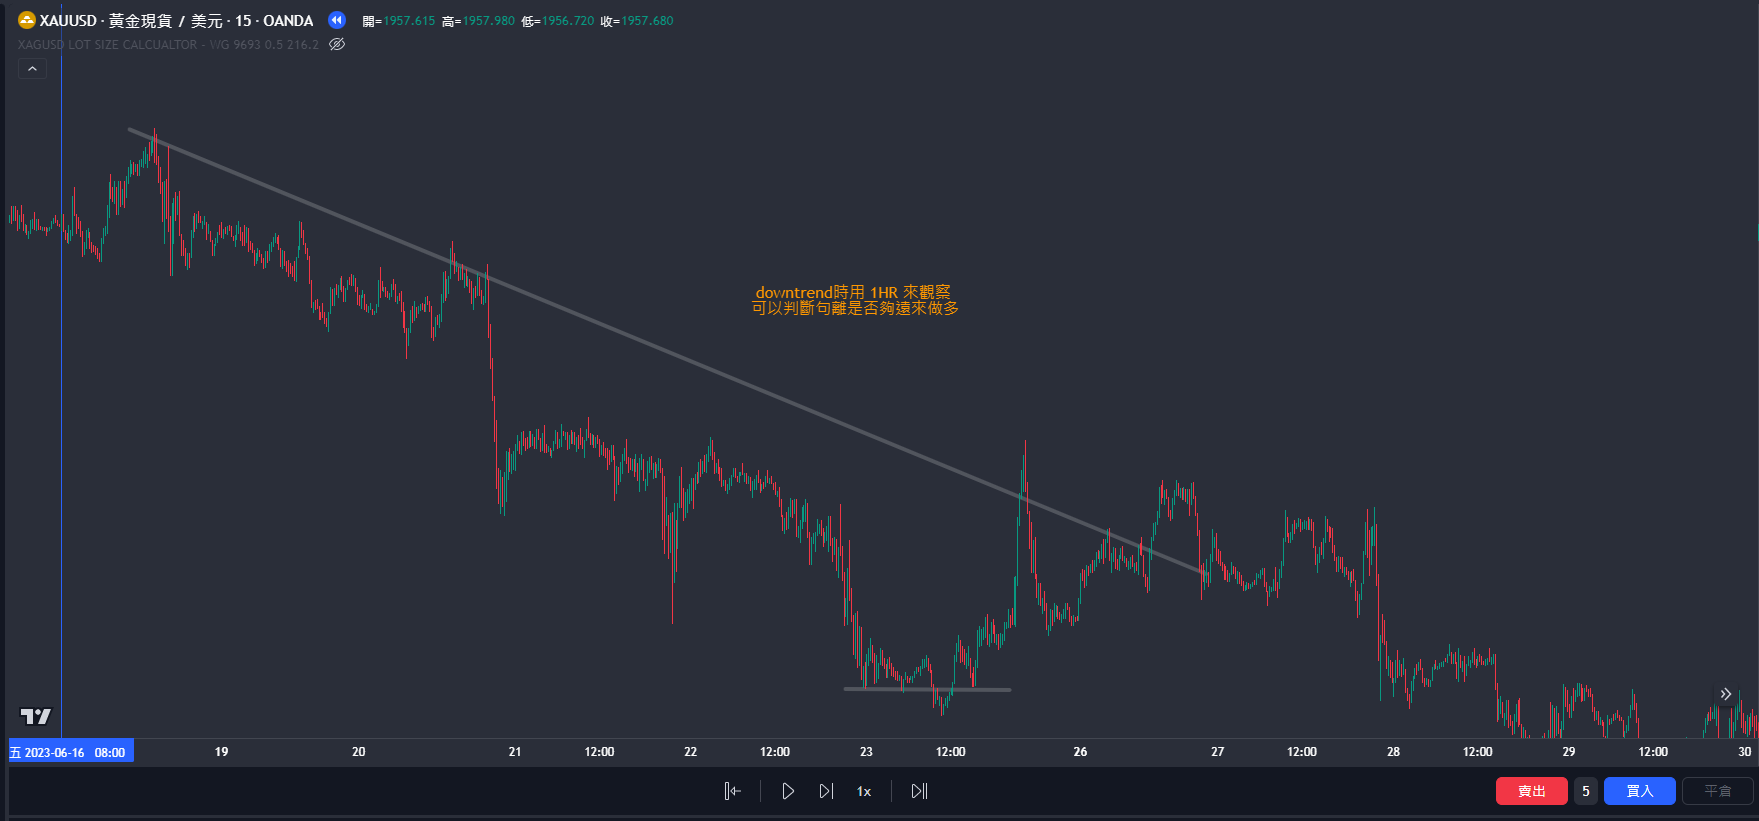 XAUUSD · 黃金現貨 / 美元 · 15 · OANDA 開=1957.615 高=1957.980 低=1956.720 收=1957.680
XAGUSD LOT SIZE CALCUALTOR - WG 9693 0.5 216.2
downtrend時用 1HR 來觀察
可以判斷句離是否夠遠來做多
五 2023-06-16 08:00 19 20 21 12:00 22 12:00 23 12:00 26 27 12:00 28 12:00 29 12:00 30
1x 賣出 5 買入 平倉